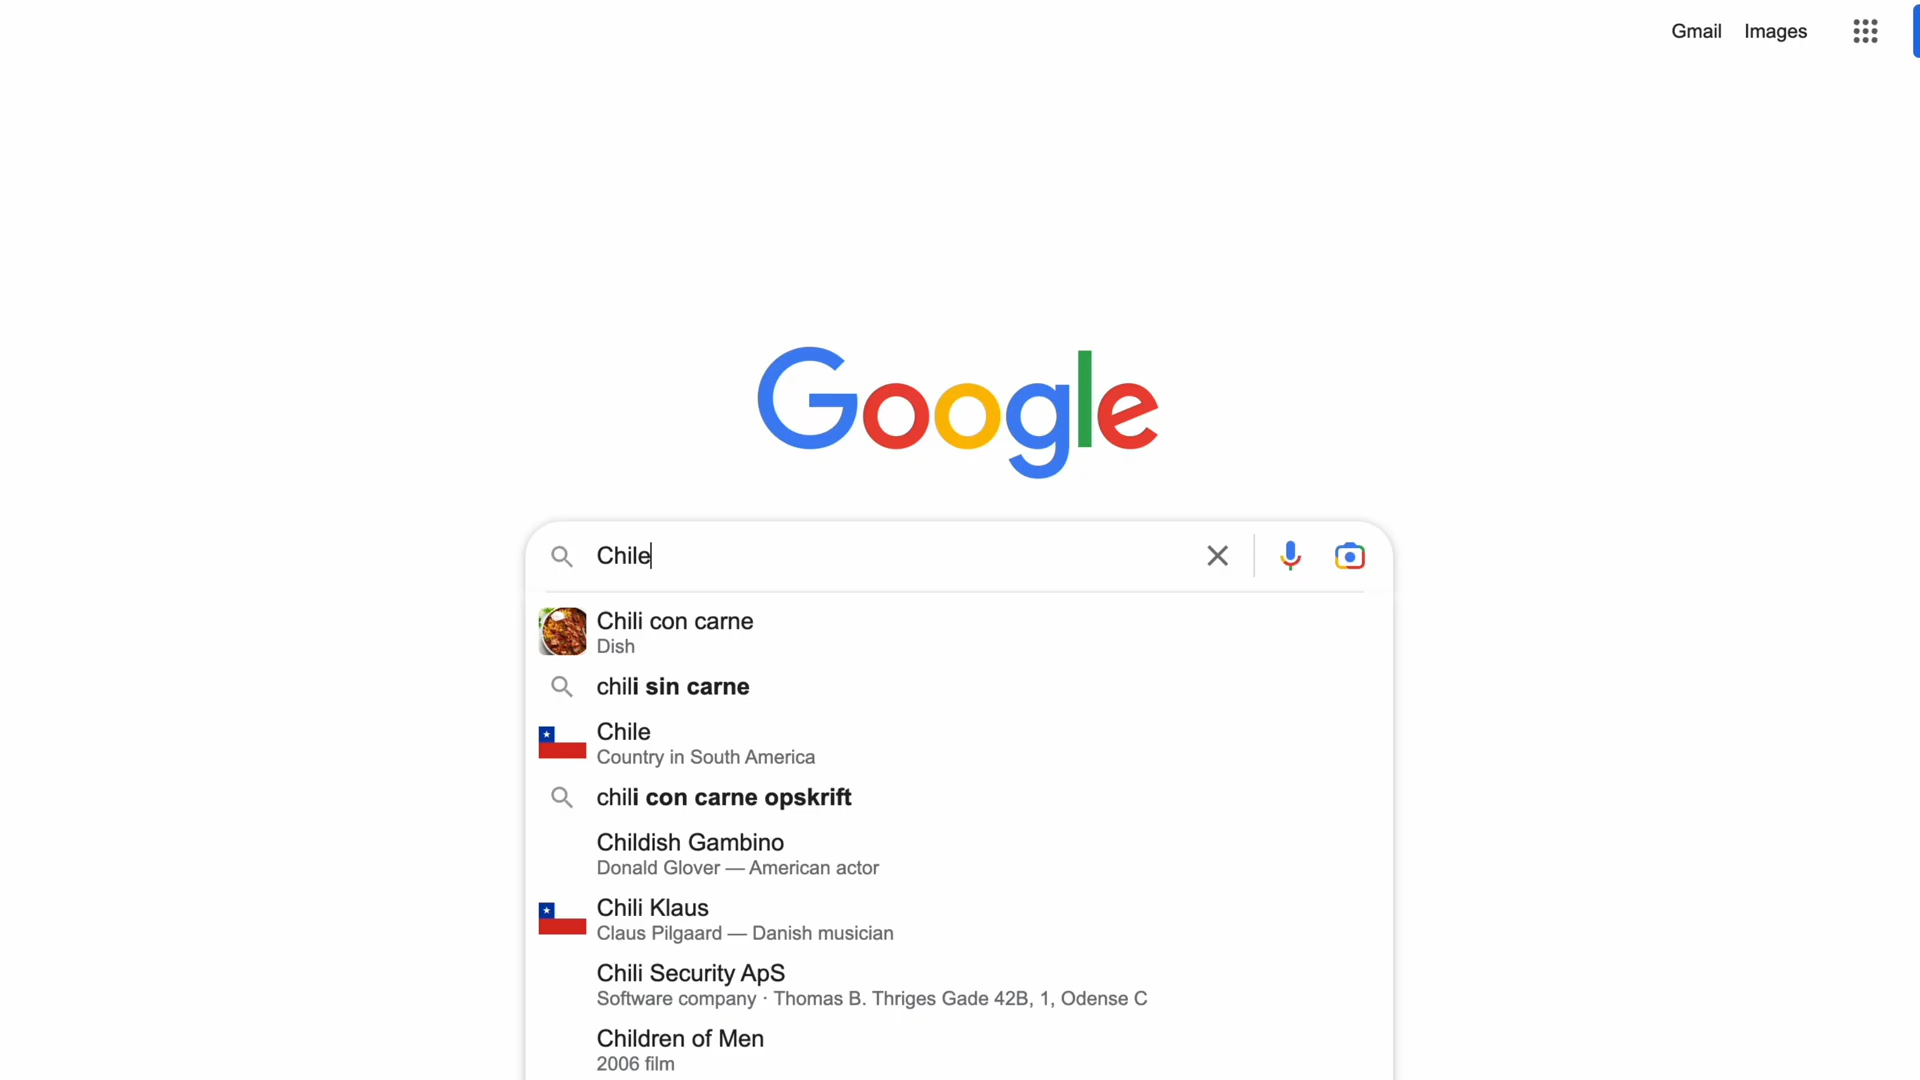 Gmail Images
Google
Chile
Chili con carne
Dish
chili sin carne
Chile
Country in South America
chili con carne opskrift
Childish Gambino
Donald Glover — American actor
Chili Klaus
Claus Pilgaard — Danish musician
Chili Security ApS
Software company · Thomas B. Thriges Gade 42B, 1, Odense C
Children of Men
2006 film